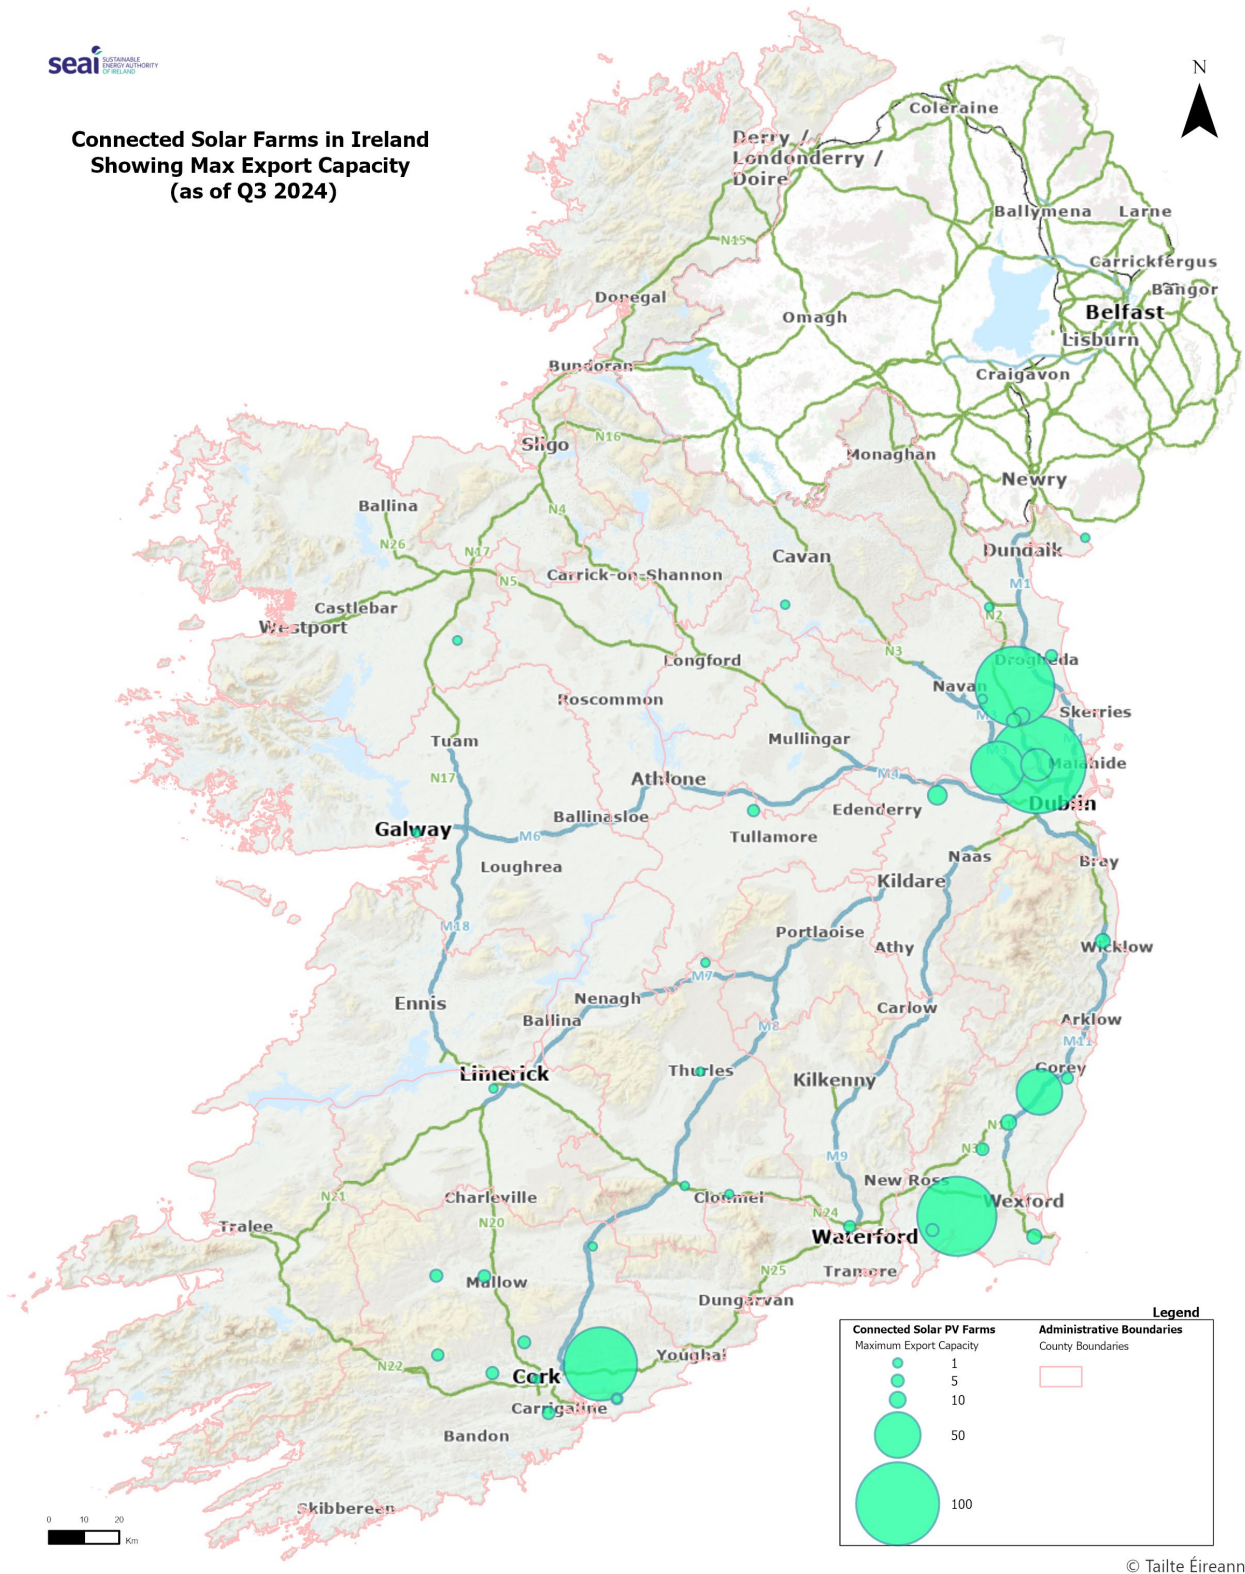 seai SUSTAINABLE
ENERGY AUTHORITY
OF IRELAND
N
Connected Solar Farms in Ireland
Showing Max Export Capacity
(as of Q3 2024)
Coleraine
Derry /
Londonderry /
Doire
Ballymena
Larne
N15
Carrickfergus
Bangor
Donegal
Omagh
Belfast
Lisburn
Bundoran
Craigavon
Sligo
N16
Monaghan
Newry
Ballina
N4
N26
N17
Cavan
Dundalk
Carrick-on-Shannon
N5
M1
Castlebar
N2
Westport
N3
Longford
Drogheda
Navan
Roscommon
M3
Skerries
Tuam
Mullingar
M1
M3
Malahide
N17
Athlone
M4
Edenderry
Dublin
Ballinasloe
Galway
M6
Tullamore
Loughrea
Naas
Bray
Kildare
M18
Portlaoise
Athy
Wicklow
M7
Ennis
Nenagh
Carlow
Ballina
M8
Arklow
M11
Limerick
Thurles
Kilkenny
Gorey
N11
N30
M9
New Ross
N21
Charleville
Clonmel
Wexford
N20
N24
Tralee
Waterford
Mallow
N25
Tramore
Dungarvan
N22
Youghal
Cork
Carrigaline
Bandon
Skibbereen
Legend
Connected Solar PV Farms
Maximum Export Capacity
1
5
10
50
100
Administrative Boundaries
County Boundaries
0 10 20
Km
© Tailte Éireann